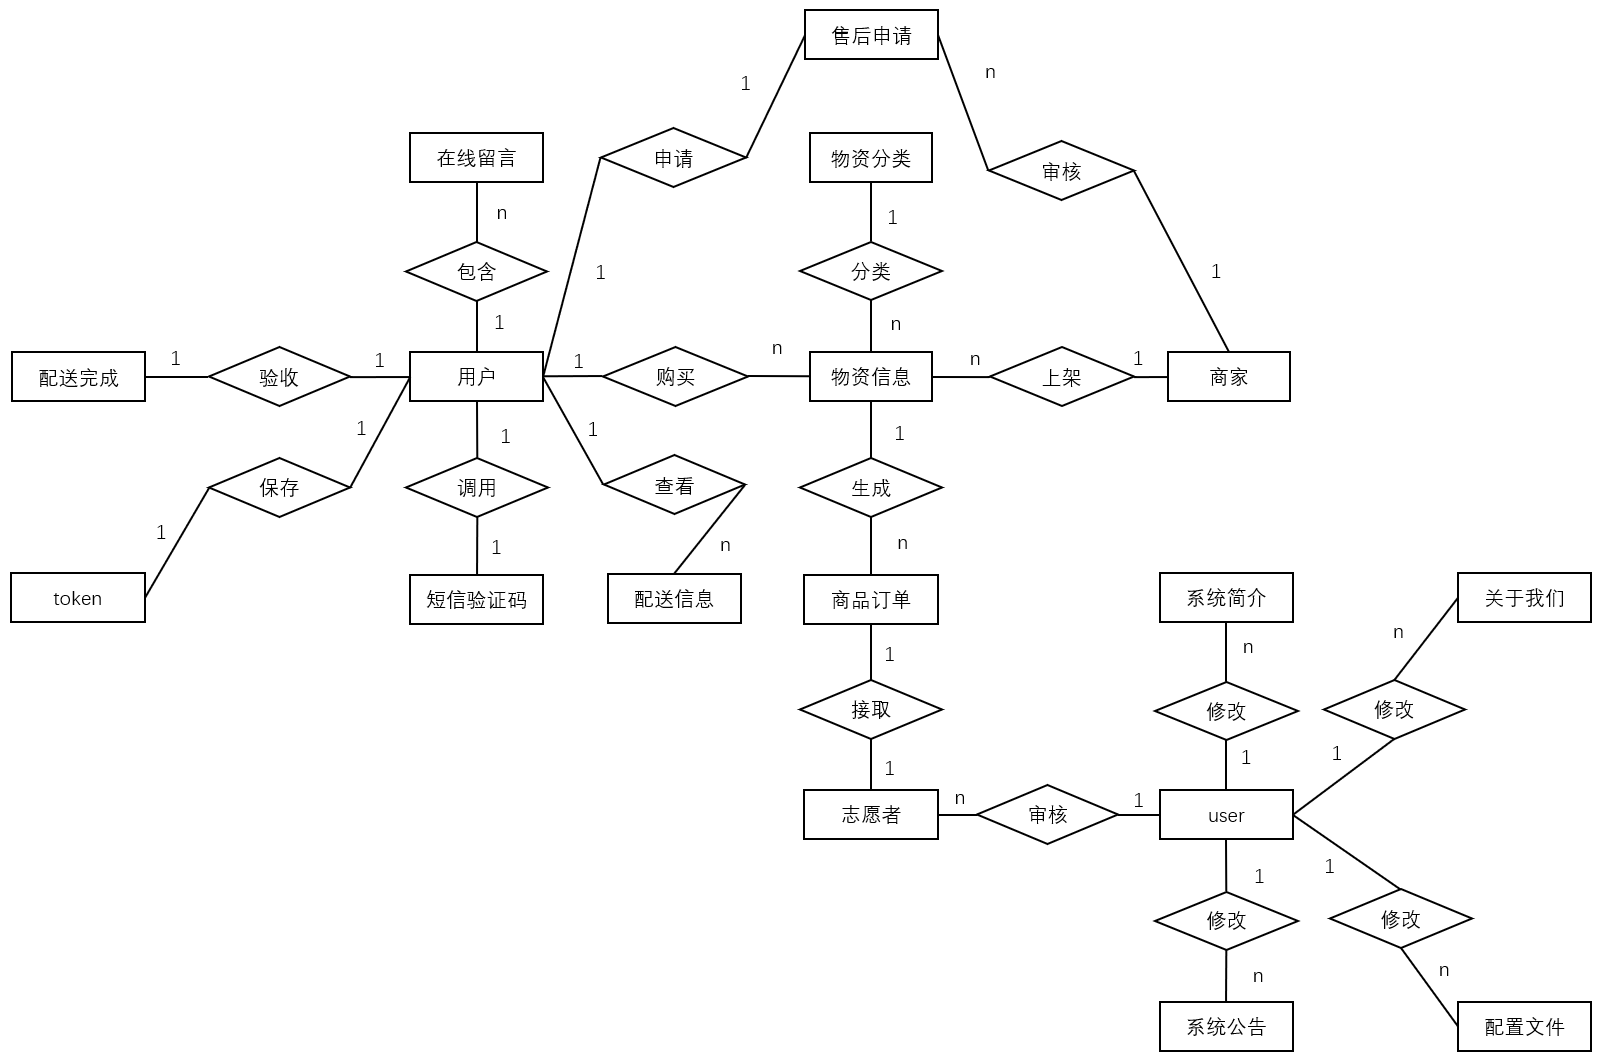 售后申请
1
n
在线留言
申请
物资分类
审核
n
1
包含
1
分类
1
1
n
配送完成
1
验收
1
用户
1
购买
n
物资信息
n
上架
1
商家
1
1
1
1
保存
调用
查看
生成
1
1
n
n
token
短信验证码
配送信息
商品订单
系统简介
关于我们
1
n
n
接取
修改
修改
1
1
1
n
1
志愿者
审核
user
1
1
修改
修改
n
n
系统公告
配置文件